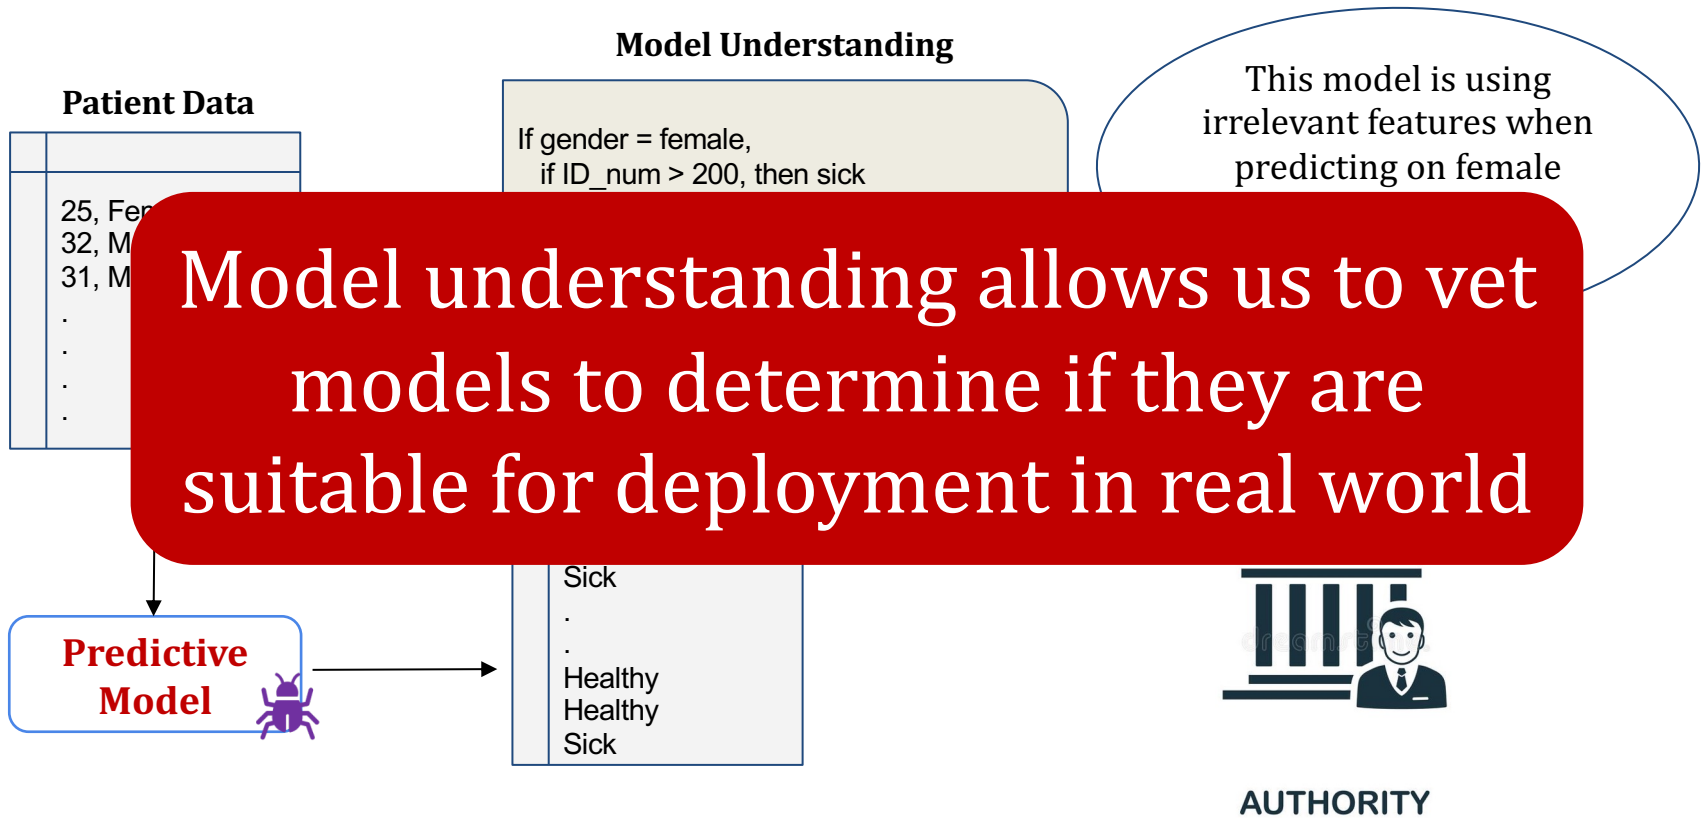 Model Understanding
Patient Data
If gender = female,
if ID_num > 200, then sick
This model is using
irrelevant features when
predicting on female
25,
32,
31,
.
.
.
.
Model understanding allows us to vet
models to determine if they are
suitable for deployment in real world
Predictive
Model
Sick
.
.
Healthy
Healthy
Sick
AUTHORITY